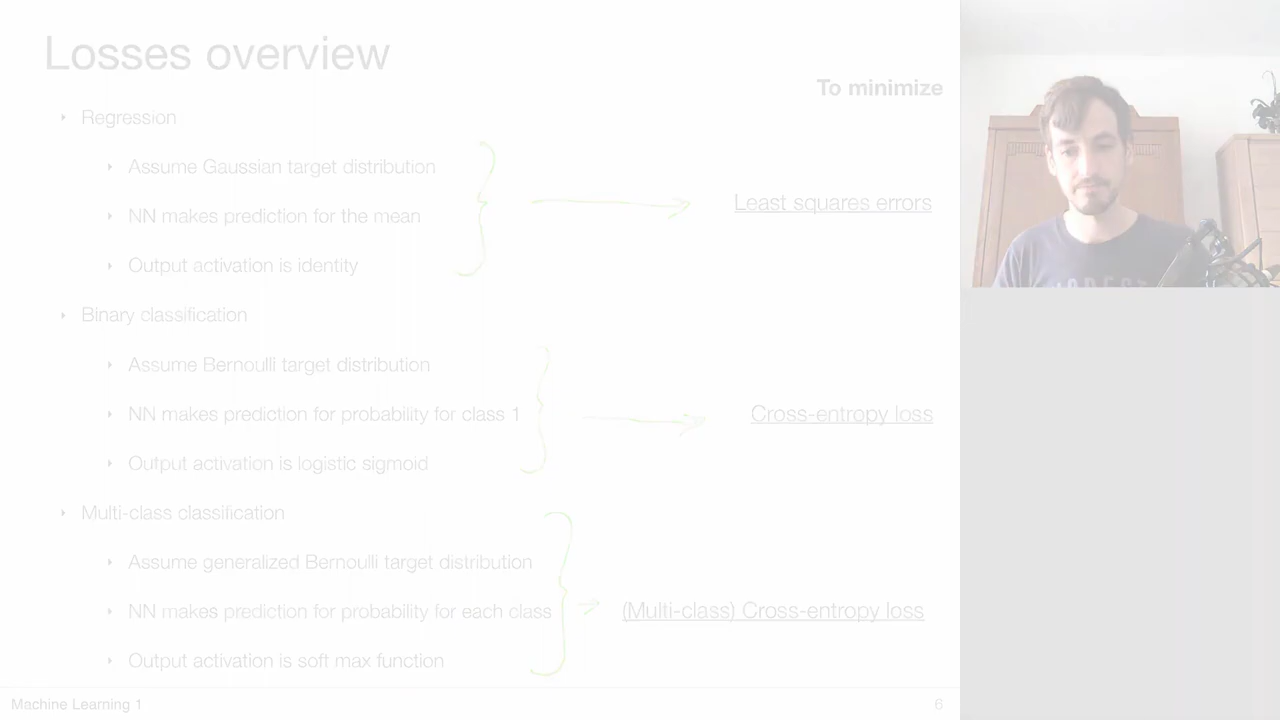 Losses overview
To minimize
Regression
Assume Gaussian target distribution
NN makes prediction for the mean
Least squares errors
Output activation is identity
Binary classification
Assume Bernoulli target distribution
NN makes prediction for probability for class 1
Cross-entropy loss
Output activation is logistic sigmoid
Multi-class classification
Assume generalized Bernoulli target distribution
NN makes prediction for probability for each class
(Multi-class) Cross-entropy loss
Output activation is soft max function
Machine Learning 1
6